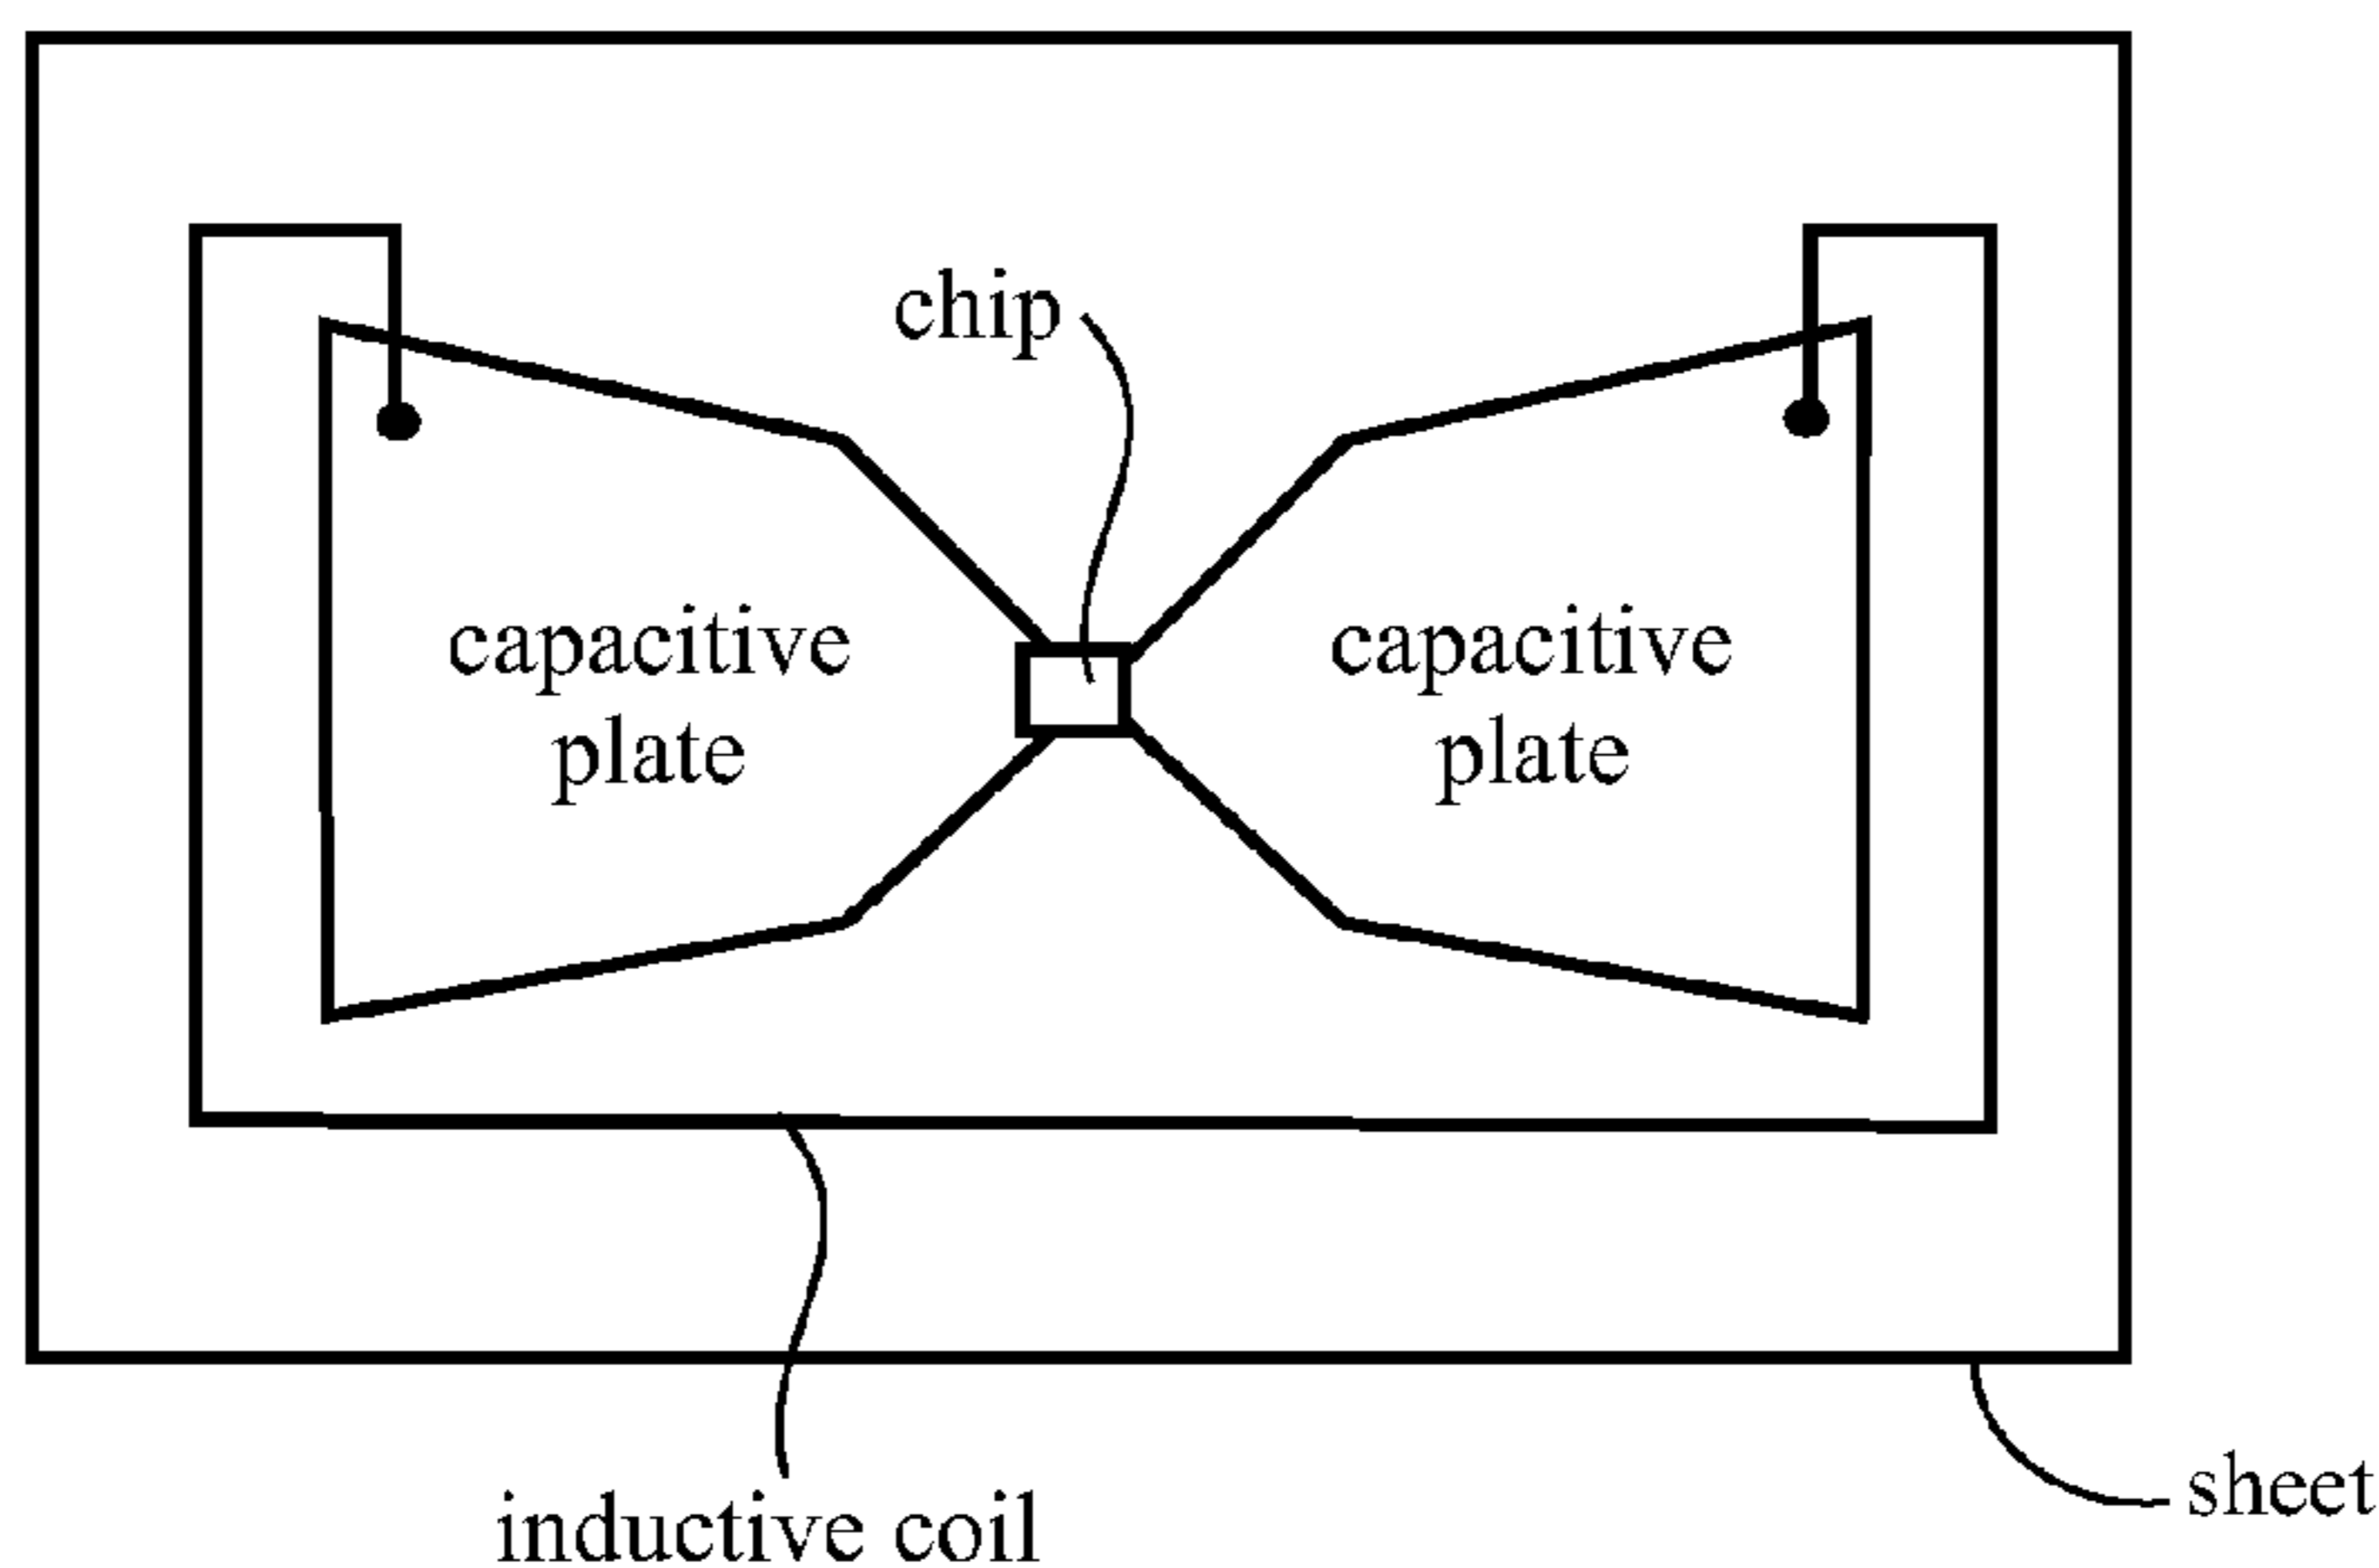 chip
capacitive
plate
capacitive
plate
inductive coil
sheet